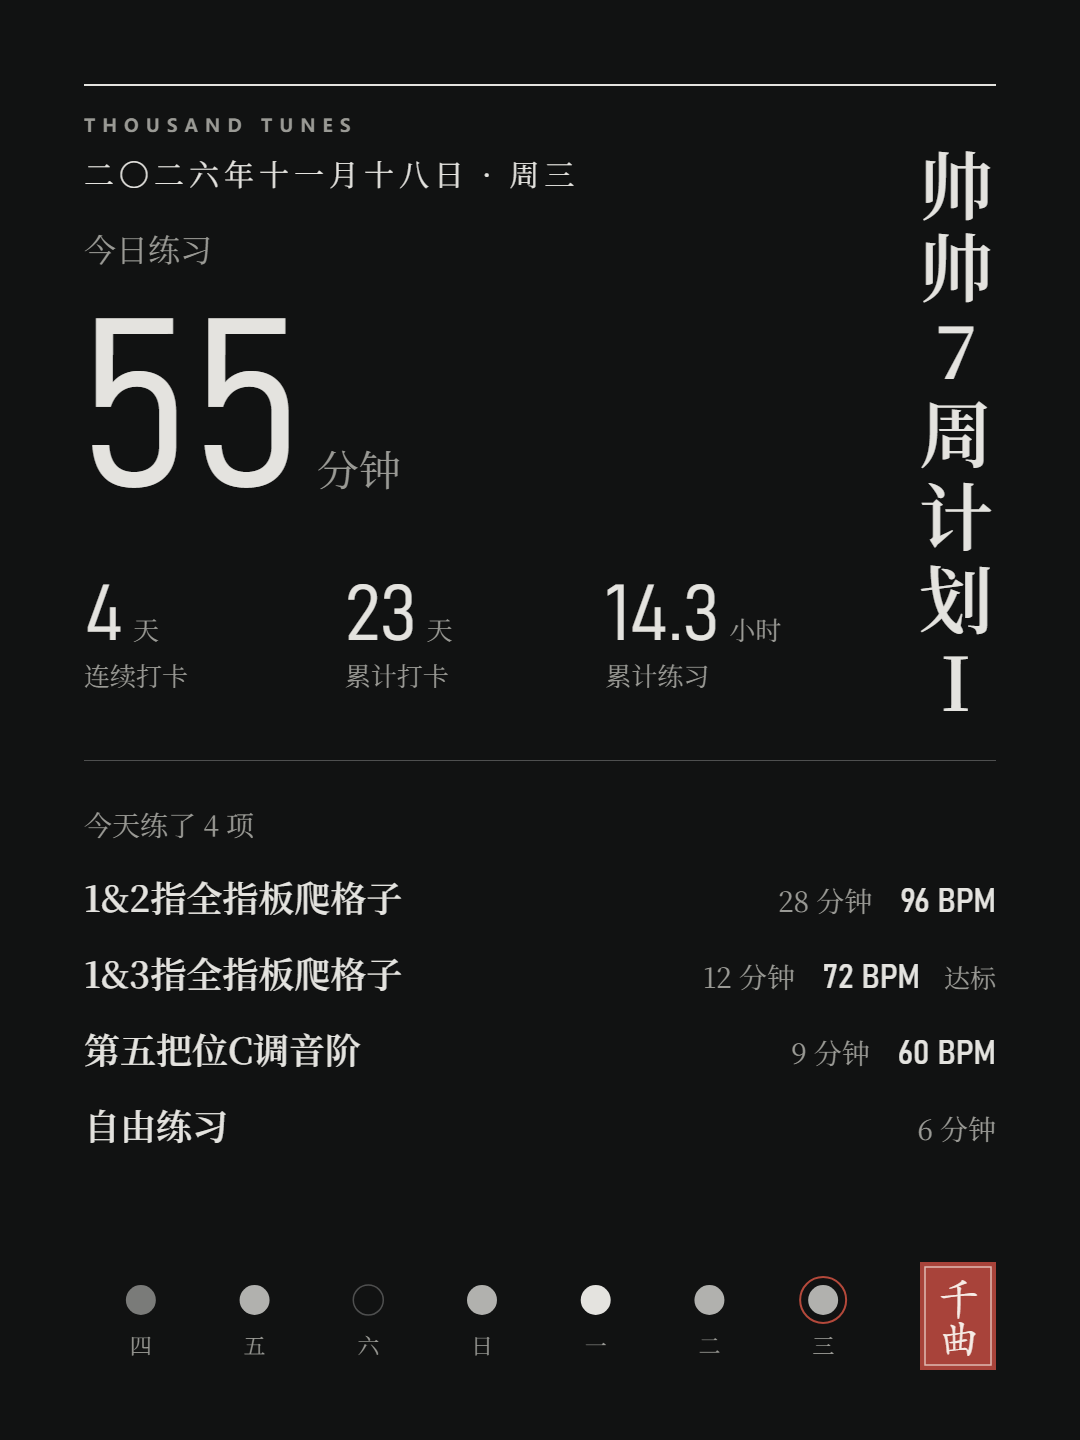 THOUSAND TUNES
二〇二六年十一月十八日 · 周三
帅帅7周计划I
今日练习
55 分钟
4 天
连续打卡
23 天
累计打卡
14.3 小时
累计练习
今天练了 4 项
1&2指全指板爬格子 28 分钟 96 BPM
1&3指全指板爬格子 12 分钟 72 BPM 达标
第五把位C调音阶 9 分钟 60 BPM
自由练习 6 分钟
四 五 六 日 一 二 三
千曲